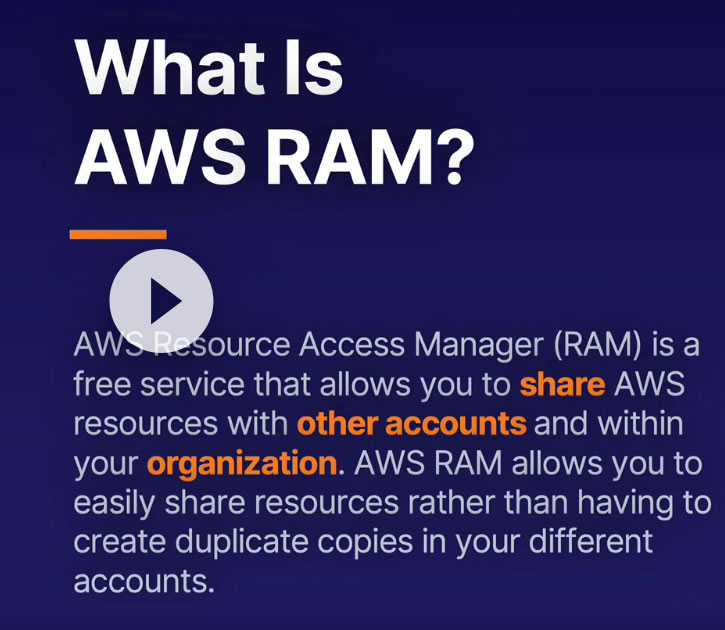 What Is
AWS RAM?
AWS Resource Access Manager (RAM) is a
free service that allows you to share AWS
resources with other accounts and within
your organization. AWS RAM allows you to
easily share resources rather than having to
create duplicate copies in your different
accounts.